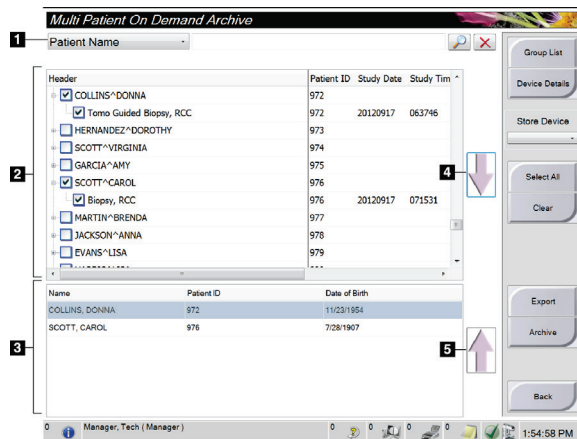 Multi Patient On Demand Archive
1
Patient Name
Group List
Header Patient ID Study Date Study Tim
Device Details
COLLINS^DONNA 972
Tomo Guided Biopsy, RCC 972 20120917 063746
Store Device
HERNANDEZ^DOROTHY 973
SCOTT^VIRGINIA 974
GARCIA^AMY 975
2
4
Select All
SCOTT^CAROL 976
Biopsy, RCC 976 20120917 071531
Clear
MARTIN^BRENDA 977
JACKSON^ANNA 978
EVANS^LISA 979
Name Patient ID Date of Birth
Export
COLLINS, DONNA 972 11/23/1954
SCOTT, CAROL 976 7/28/1907
Archive
3
5
Back
0 Manager, Tech ( Manager ) 0 0 0 0 1:54:58 PM